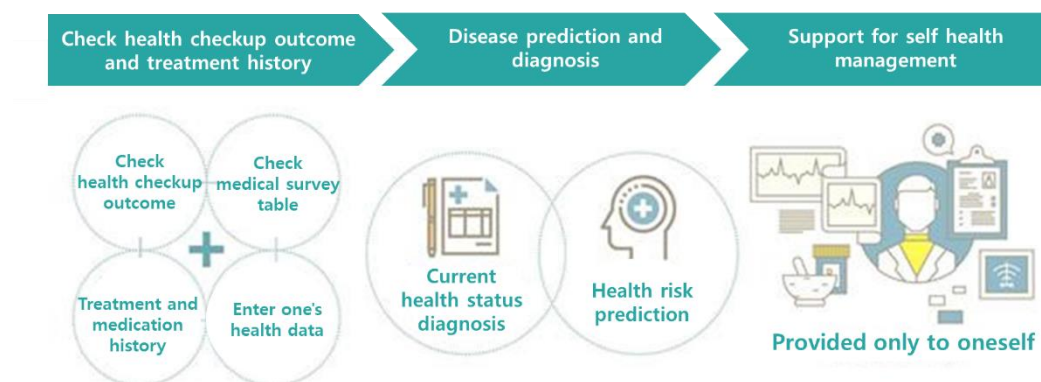 Check health checkup outcome
and treatment history
Disease prediction and
diagnosis
Support for self health
management
Check
health checkup
outcome
Check
medical survey
table
Treatment and
medication
history
Enter one's
health data
Current
health status
diagnosis
Health risk
prediction
Provided only to oneself